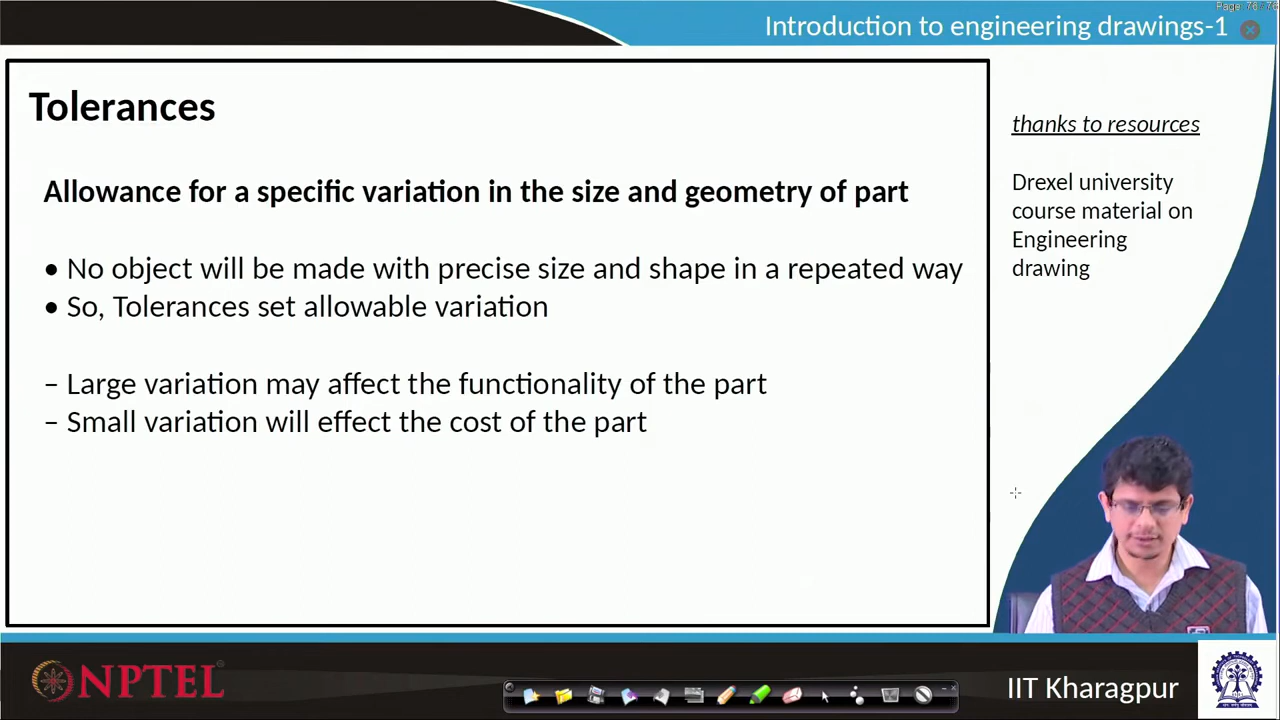 Page: 76/76
Introduction to engineering drawings-1
Tolerances
Allowance for a specific variation in the size and geometry of part
• No object will be made with precise size and shape in a repeated way
• So, Tolerances set allowable variation
– Large variation may affect the functionality of the part
– Small variation will effect the cost of the part
thanks to resources
Drexel university
course material on
Engineering
drawing
NPTEL
IIT Kharagpur